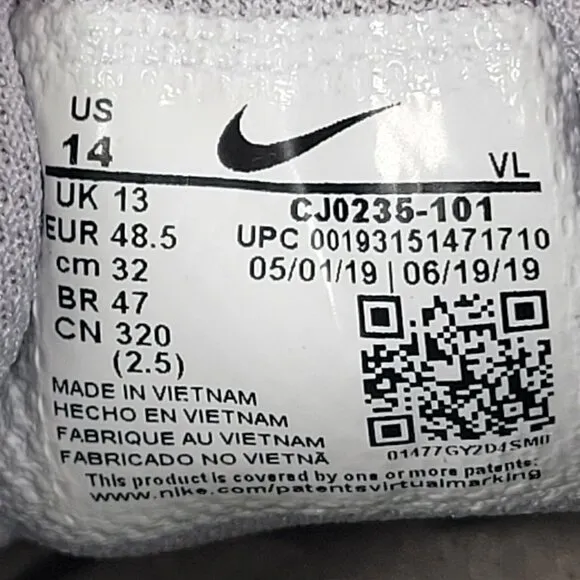 US
14
VL
UK 13
EUR 48.5
cm 32
BR 47
CN 320
(2.5)
CJ0235-101
UPC 00193151471710
05/01/19 | 06/19/19
MADE IN VIETNAM
HECHO EN VIETNAM
FABRIQUE AU VIETNAM
FABRICADO NO VIETNÃ
This product is covered by one or more patents:
www.nike.com/patentsvirtualmarking